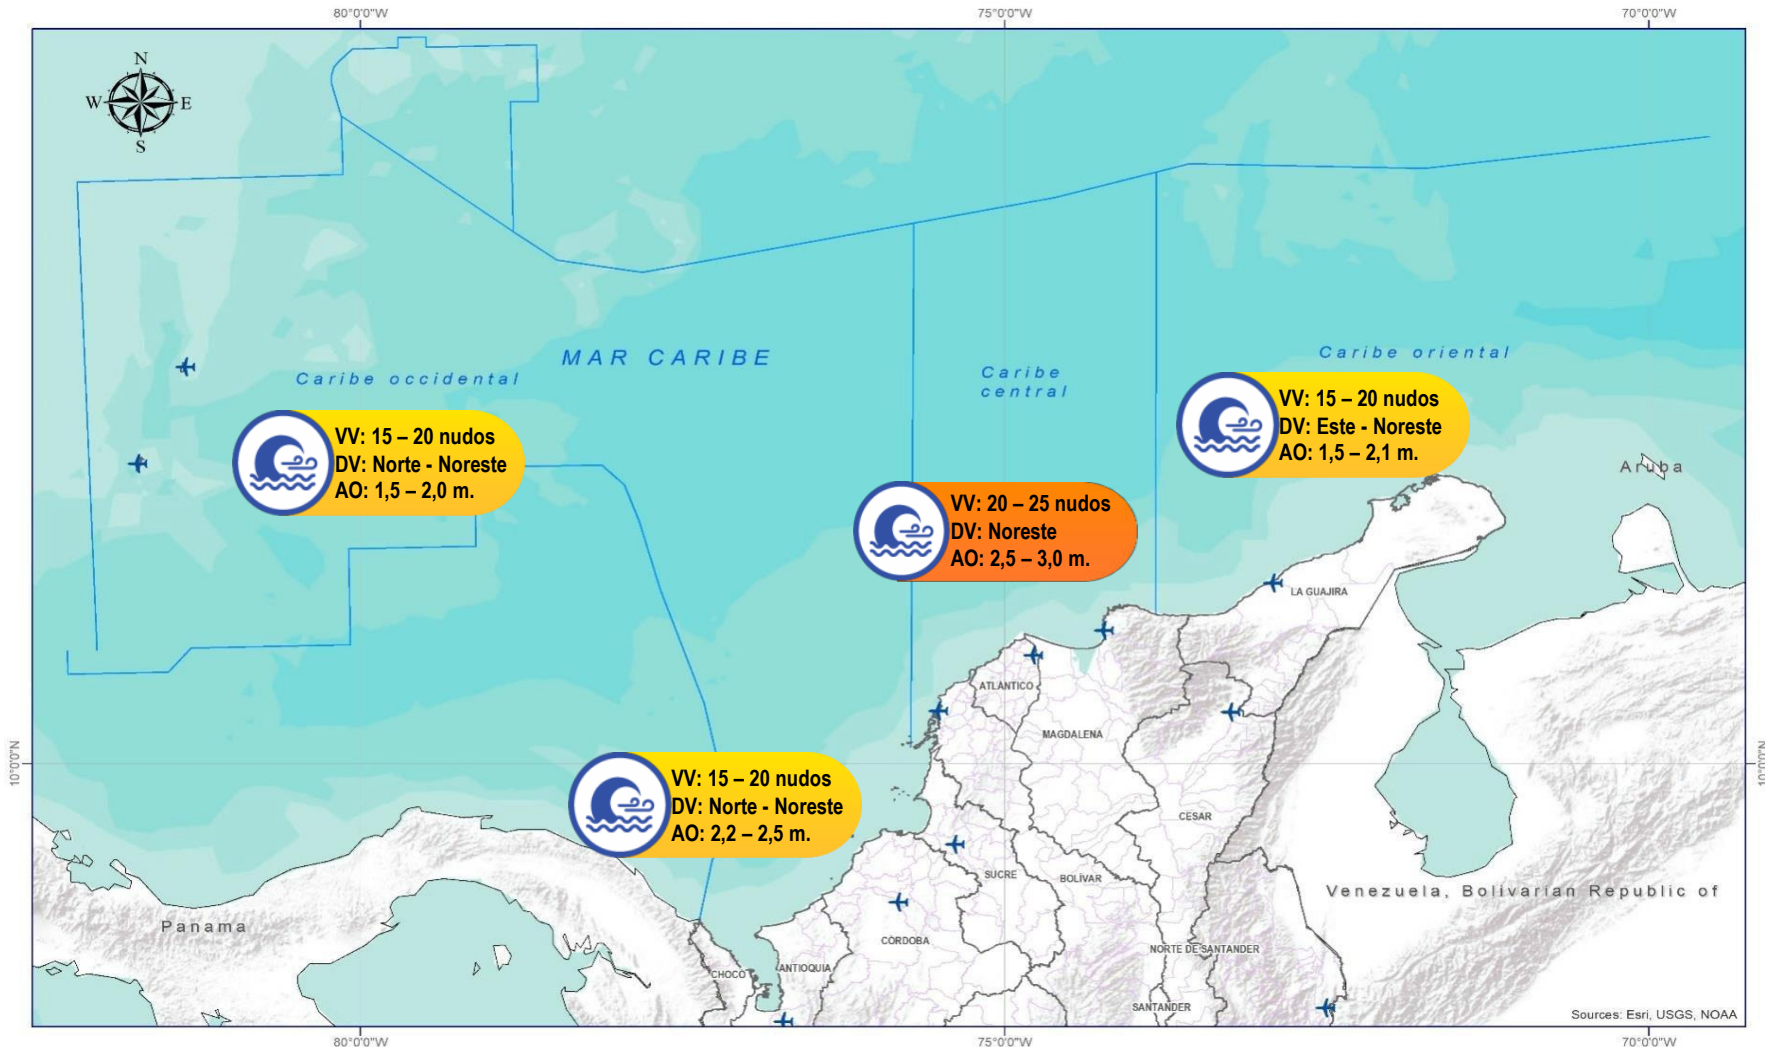 80°0'0"W
75°0'0"W
70°0'0"W
N
W
E
S
MAR CARIBE
Caribe occidental
Caribe
central
Caribe oriental
VV: 15 – 20 nudos
DV: Este - Noreste
AO: 1,5 – 2,1 m.
VV: 15 – 20 nudos
DV: Norte - Noreste
AO: 1,5 – 2,0 m.
Aruba
VV: 20 – 25 nudos
DV: Noreste
AO: 2,5 – 3,0 m.
LA GUAJIRA
ATLANTICO
MAGDALENA
10°0'0"N
10°0'0"N
VV: 15 – 20 nudos
DV: Norte - Noreste
AO: 2,2 – 2,5 m.
CESAR
SUCRE
BOLÍVAR
Venezuela, Bolivarian Republic of
Panama
CÓRDOBA
NORTE DE SANTANDER
CHOCO
ANTIOQUIA
SANTANDER
Sources: Esri, USGS, NOAA
80°0'0"W
75°0'0"W
70°0'0"W